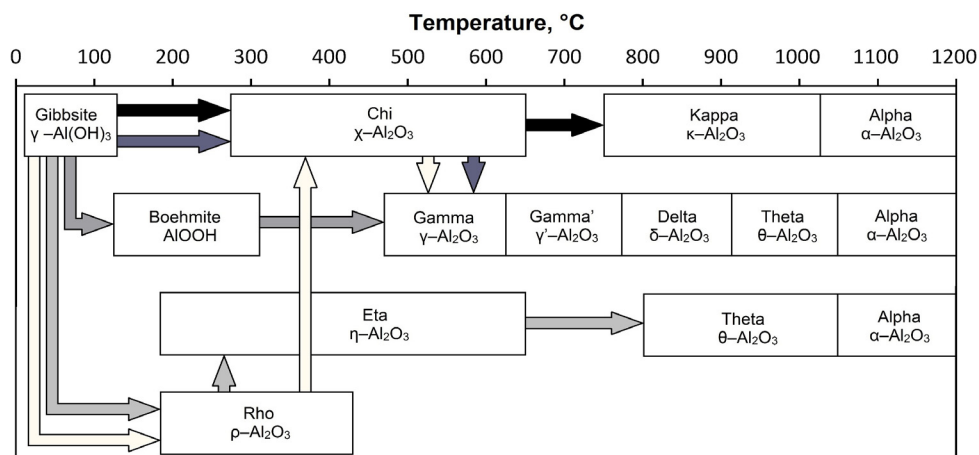 Temperature, °C
0 100 200 300 400 500 600 700 800 900 1000 1100 1200
Gibbsite
γ –Al(OH)₃
Chi
χ–Al₂O₃
Kappa
κ–Al₂O₃
Alpha
α–Al₂O₃
Boehmite
AlOOH
Gamma
γ–Al₂O₃
Gamma’
γ’–Al₂O₃
Delta
δ–Al₂O₃
Theta
θ–Al₂O₃
Alpha
α–Al₂O₃
Eta
η–Al₂O₃
Theta
θ–Al₂O₃
Alpha
α–Al₂O₃
Rho
ρ–Al₂O₃